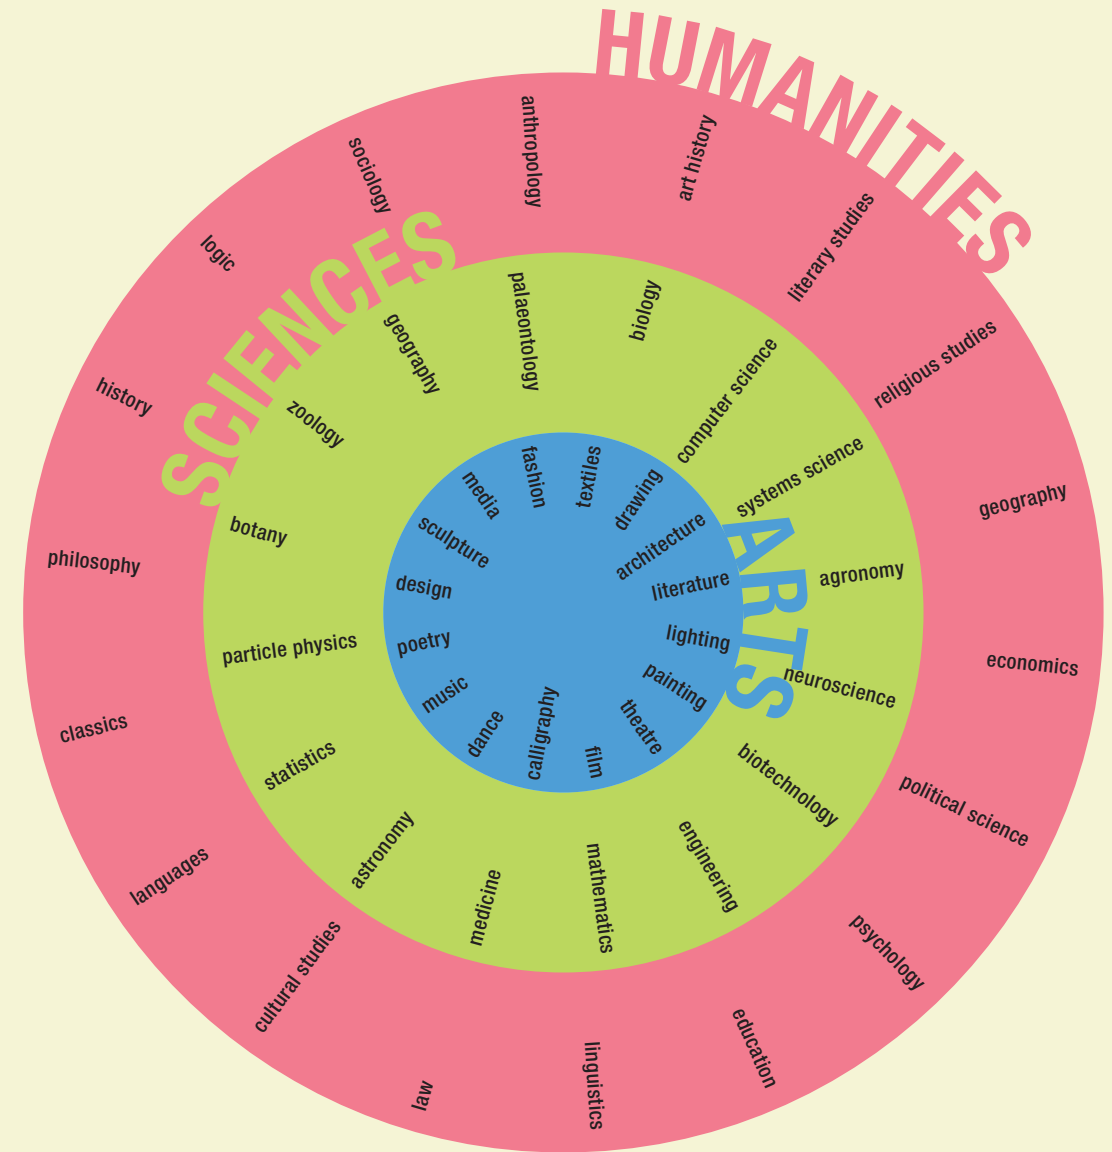 HUMANITIES
anthropology
art history
literary studies
religious studies
geography
economics
political science
psychology
education
linguistics
law
cultural studies
languages
classics
philosophy
history
logic
sociology
SCIENCES
palaeontology
biology
computer science
systems science
agronomy
neuroscience
biotechnology
engineering
mathematics
medicine
astronomy
statistics
particle physics
botany
zoology
geography
ARTS
fashion
textiles
drawing
architecture
literature
lighting
painting
theatre
film
calligraphy
dance
music
poetry
design
sculpture
media